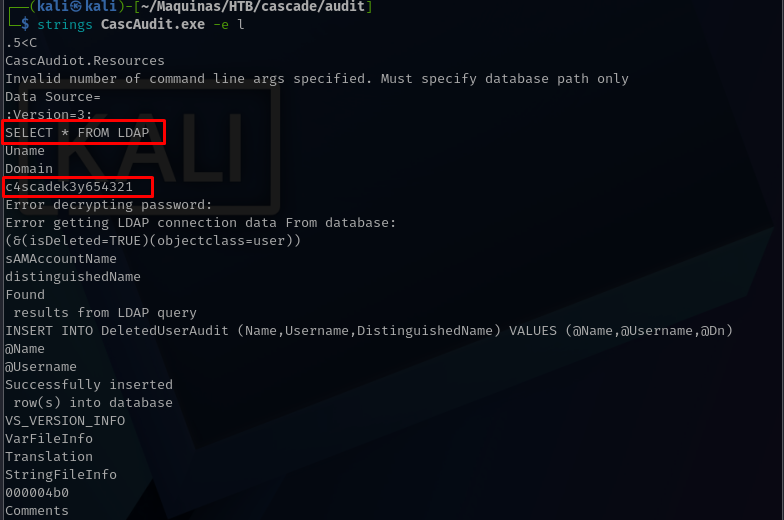 ┌──(kali㉿kali)-[~/Maquinas/HTB/cascade/audit]
└─$ strings CascAudit.exe -e l
.5<C
CascAudiot.Resources
Invalid number of command line args specified. Must specify database path only
Data Source=
;Version=3;
SELECT * FROM LDAP
Uname
Domain
c4scadek3y654321
Error decrypting password:
Error getting LDAP connection data From database:
(&(isDeleted=TRUE)(objectclass=user))
sAMAccountName
distinguishedName
Found
 results from LDAP query
INSERT INTO DeletedUserAudit (Name,Username,DistinguishedName) VALUES (@Name,@Username,@Dn)
@Name
@Username
Successfully inserted
 row(s) into database
VS_VERSION_INFO
VarFileInfo
Translation
StringFileInfo
000004b0
Comments
KALI